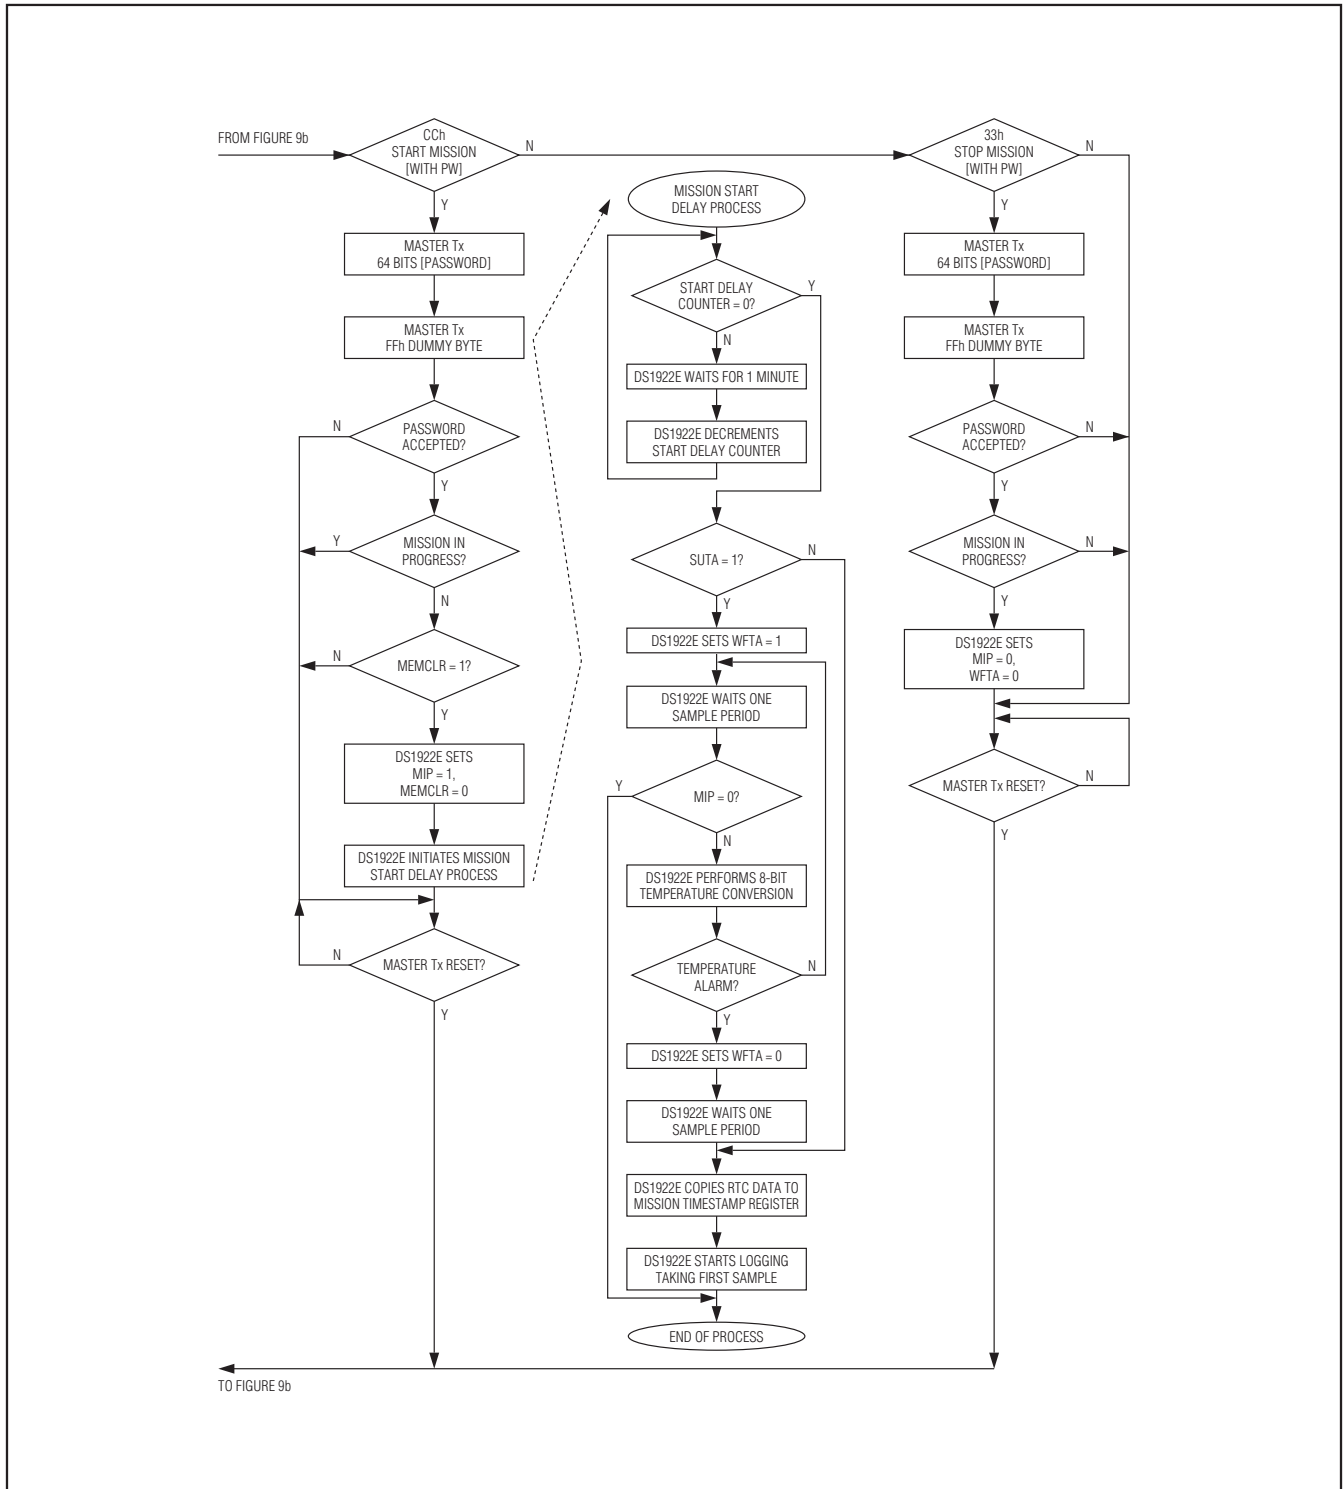 FROM FIGURE 9b
CCh
START MISSION
[WITH PW]
N
Y
MASTER Tx
64 BITS [PASSWORD]
MASTER Tx
FFh DUMMY BYTE
N
PASSWORD
ACCEPTED?
Y
Y
MISSION IN
PROGRESS?
N
N
MEMCLR = 1?
Y
DS1922E SETS
MIP = 1,
MEMCLR = 0
DS1922E INITIATES MISSION
START DELAY PROCESS
N
MASTER Tx RESET?
Y
MISSION START
DELAY PROCESS
START DELAY
COUNTER = 0?
Y
N
DS1922E WAITS FOR 1 MINUTE
DS1922E DECREMENTS
START DELAY COUNTER
SUTA = 1?
N
Y
DS1922E SETS WFTA = 1
DS1922E WAITS ONE
SAMPLE PERIOD
Y
MIP = 0?
N
DS1922E PERFORMS 8-BIT
TEMPERATURE CONVERSION
TEMPERATURE
ALARM?
N
Y
DS1922E SETS WFTA = 0
DS1922E WAITS ONE
SAMPLE PERIOD
DS1922E COPIES RTC DATA TO
MISSION TIMESTAMP REGISTER
DS1922E STARTS LOGGING
TAKING FIRST SAMPLE
END OF PROCESS
33h
STOP MISSION
[WITH PW]
N
Y
MASTER Tx
64 BITS [PASSWORD]
MASTER Tx
FFh DUMMY BYTE
PASSWORD
ACCEPTED?
N
Y
MISSION IN
PROGRESS?
N
Y
DS1922E SETS
MIP = 0,
WFTA = 0
MASTER Tx RESET?
N
Y
TO FIGURE 9b